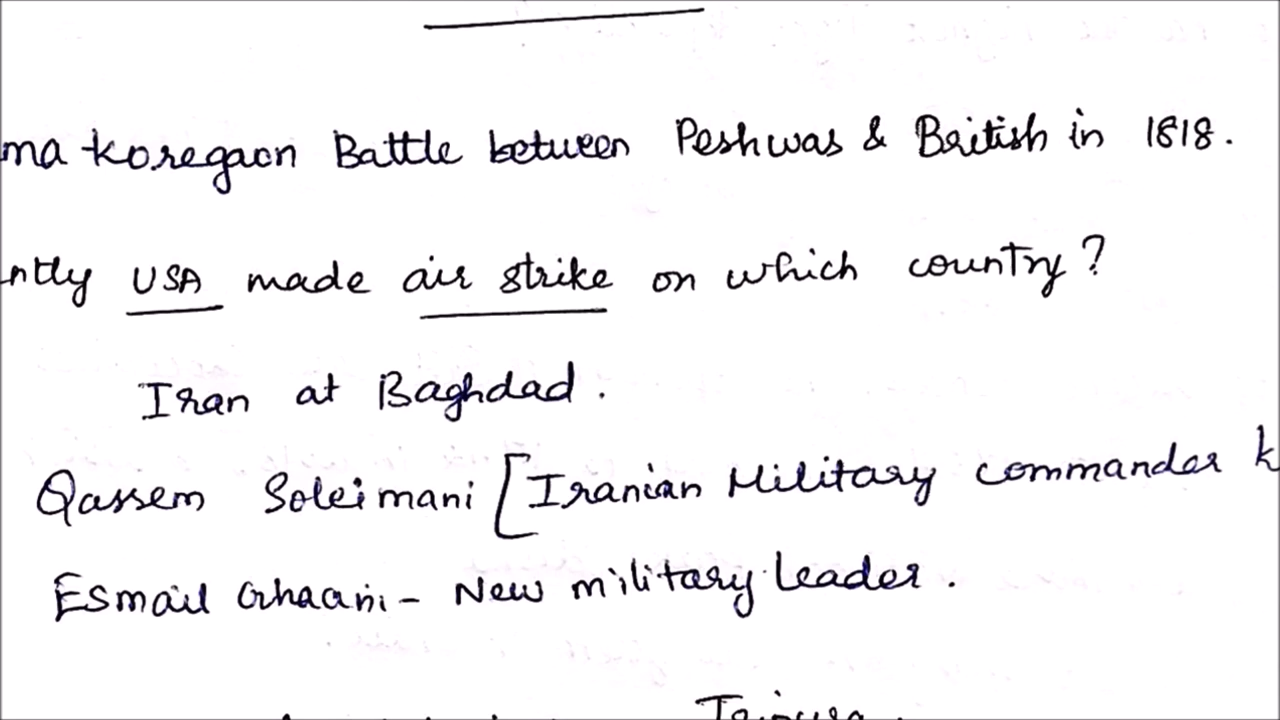 ma koregaon Battle between Peshwas & British in 1818.
ntly USA made air strike on which country?
Iran at Baghdad.
Qassem Soleimani [Iranian Military commander k
Esmail Ghaani - New military leader.